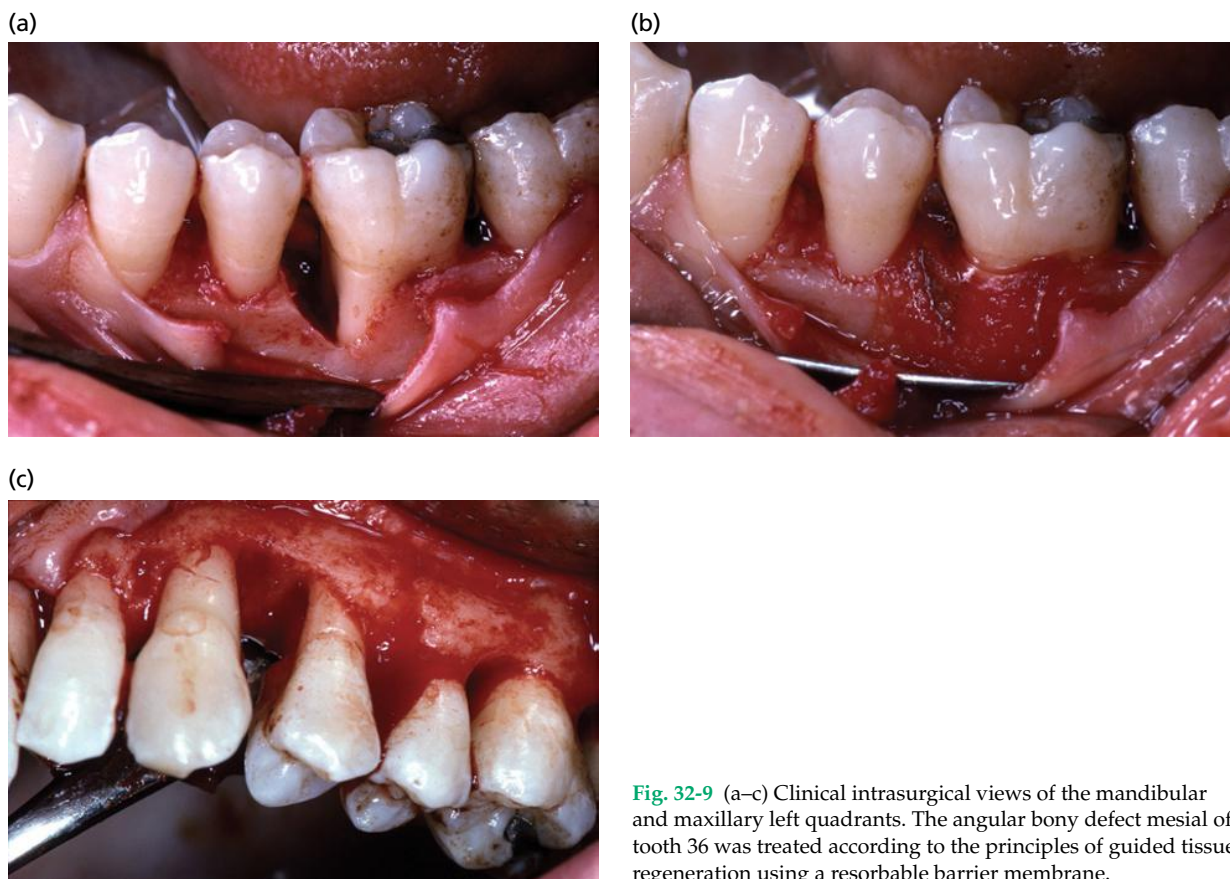 (a)
(b)
(c)
Fig. 32-9 (a–c) Clinical intrasurgical views of the mandibular
and maxillary left quadrants. The angular bony defect mesial of
tooth 36 was treated according to the principles of guided tissue
regeneration using a resorbable barrier membrane.